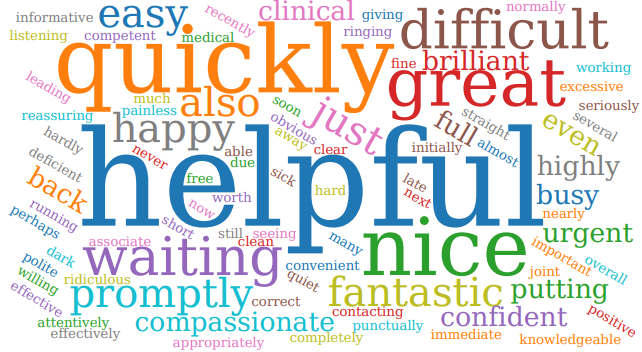 informative
easy
recently
clinical
giving
normally
listening
competent
medical
ringing
difficult
quickly
fine
brilliant
working
leading
great
excessive
much
also
soon
just
seriously
painless
reassuring
happy
obvious
full
straight
several
even
hardly
away
never
able
clear
initially
almost
helpful
deficient
due
sick
highly
back
free
hard
late
busy
worth
next
now
running
nearly
perhaps
short
still
seeing
many
nice
urgent
associate
clean
waiting
important
dark
polite
convenient
overall
joint
willing
ridiculous
quiet
promptly
fantastic
putting
effective
correct
contacting
confident
positive
attentively
compassionate
punctually
effectively
immediate
appropriately
completely
knowledgeable